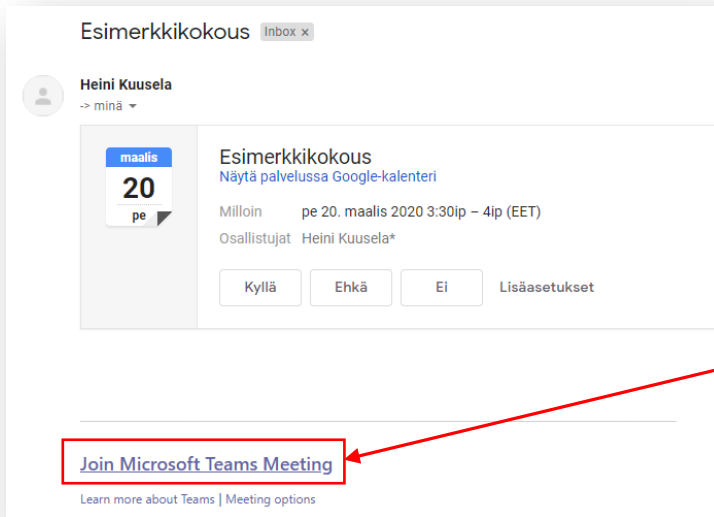 Esimerkkikokous Inbox x
Heini Kuusela
-> minä
maalis
20
pe
Esimerkkikokous
Näytä palvelussa Google-kalenteri
Milloin pe 20. maalis 2020 3:30ip – 4ip (EET)
Osallistujat Heini Kuusela*
Kyllä Ehkä Ei Lisäasetukset
Join Microsoft Teams Meeting
Learn more about Teams | Meeting options